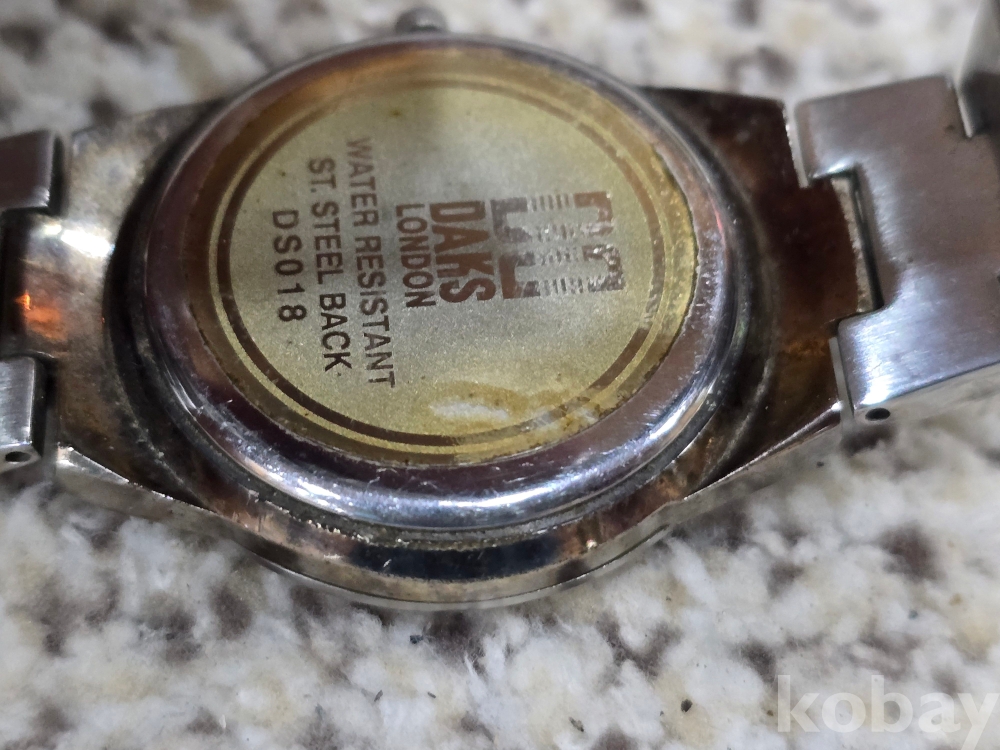 DAKS
LONDON
WATER RESISTANT
ST. STEEL BACK.
DS018
kobay